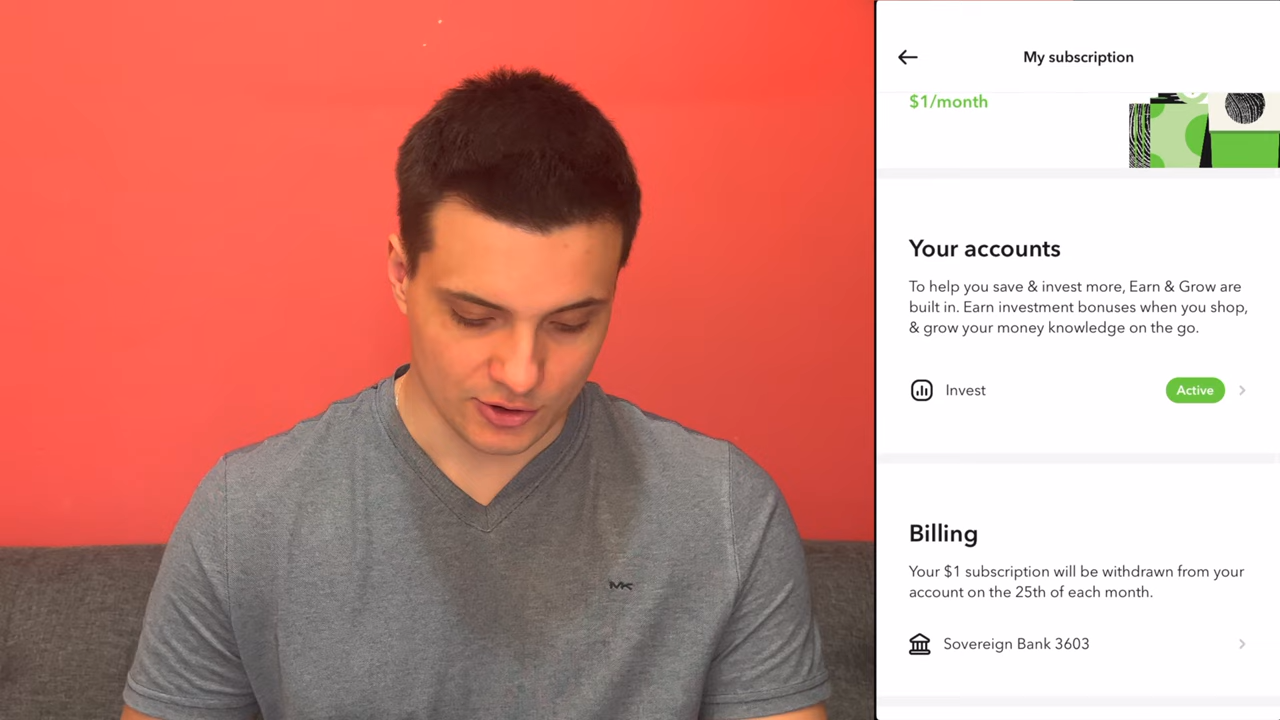 My subscription
$1/month
Your accounts
To help you save & invest more, Earn & Grow are
built in. Earn investment bonuses when you shop,
& grow your money knowledge on the go.
Invest
Active
Billing
Your $1 subscription will be withdrawn from your
account on the 25th of each month.
Sovereign Bank 3603
MK